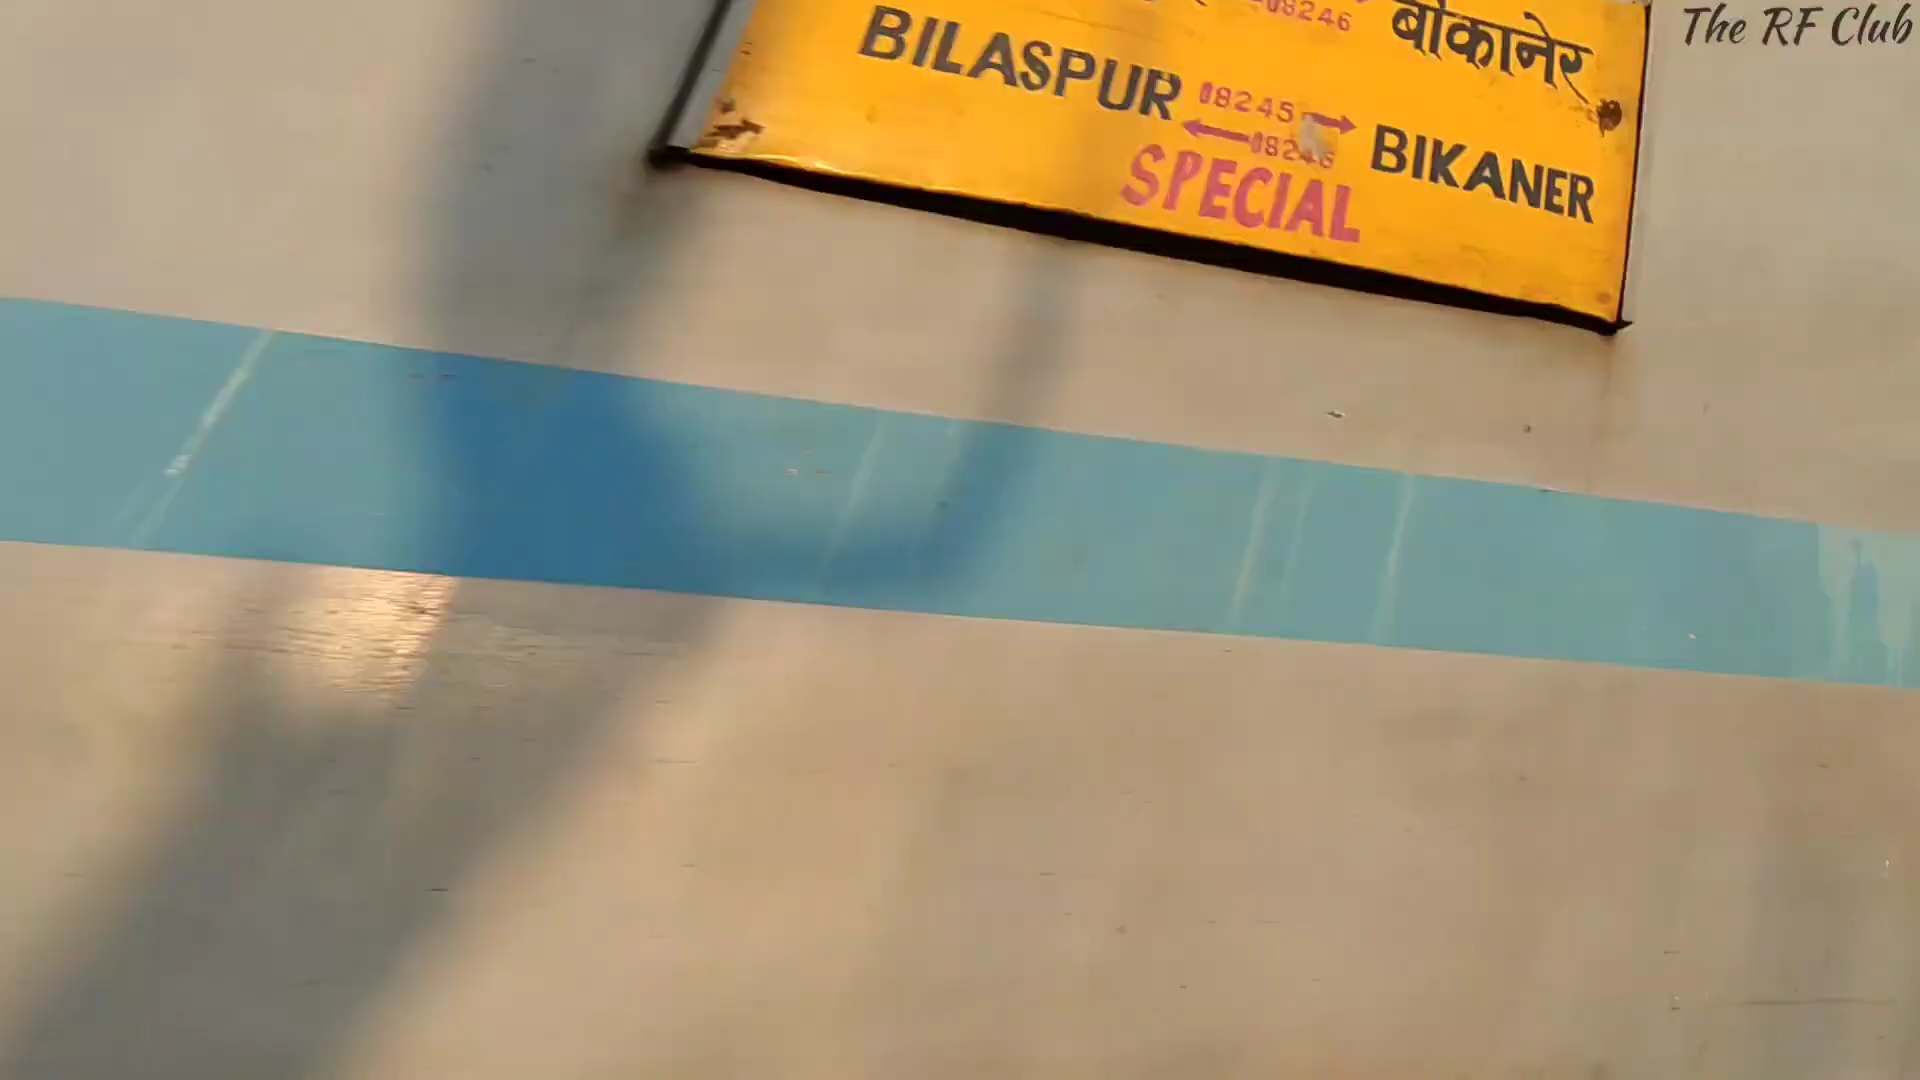 The RF Club
08246 बीकानेर
BILASPUR 08245 BIKANER
08246
SPECIAL